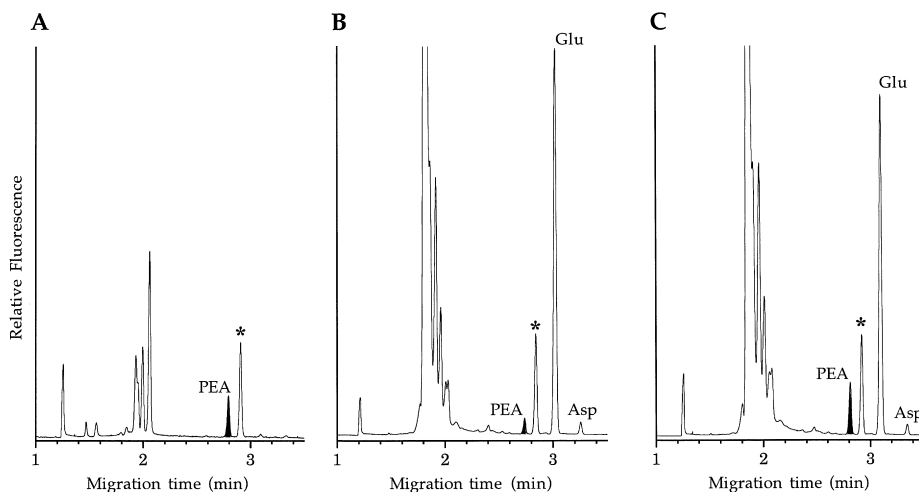 A
B
C
Relative Fluorescence
PEA
*
1
2
3
Migration time (min)
Glu
*
PEA
Asp
1
2
3
Migration time (min)
Glu
*
PEA
Asp
1
2
3
Migration time (min)